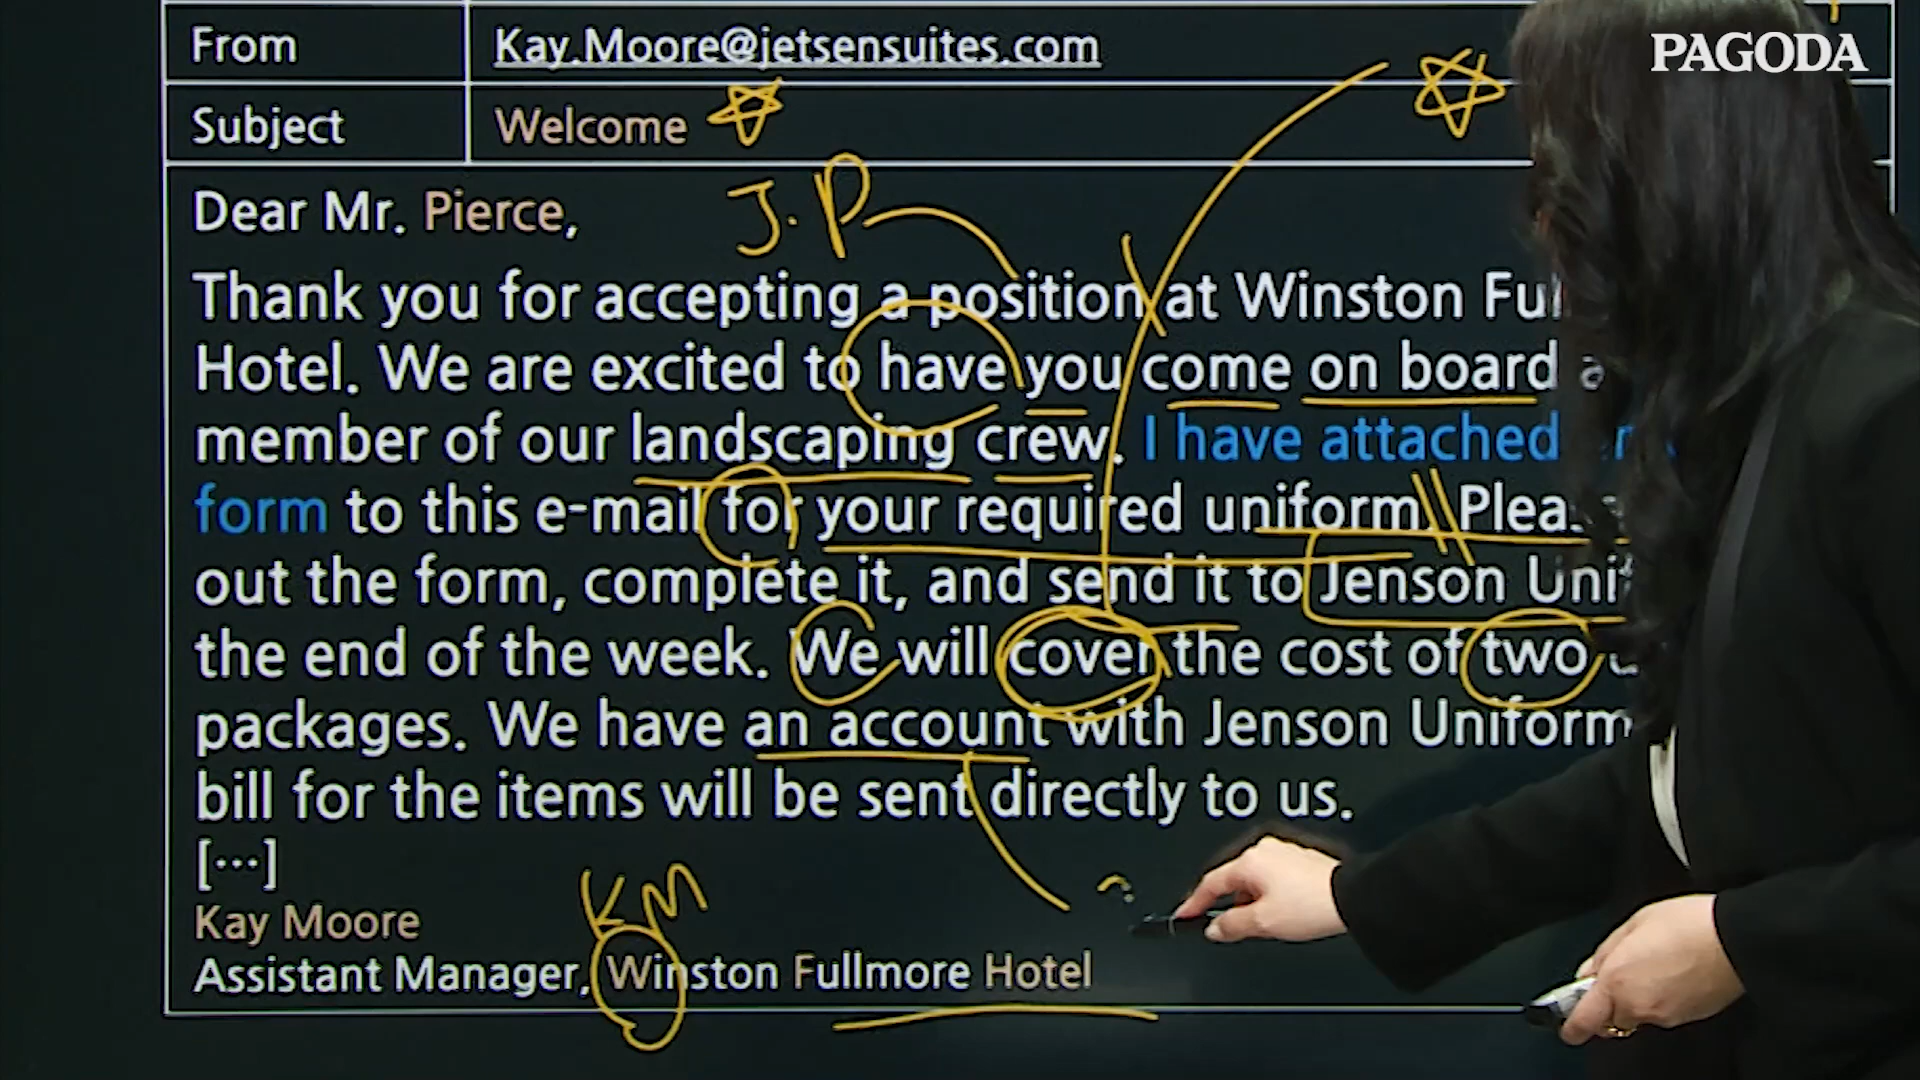 PAGODA
From Kay.Moore@jetsensuites.com
Subject Welcome
J.P
Dear Mr. Pierce,
Thank you for accepting a position at Winston
Hotel. We are excited to have you come on board
member of our landscaping crew. I have attached
form to this e-mail for your required uniform.
out the form, complete it, and send it to Jenson
the end of the week. We will cover the cost of two
packages. We have an account with Jenson Uniform
bill for the items will be sent directly to us.
[…]
KM
Kay Moore
Assistant Manager, Winston Fullmore Hotel